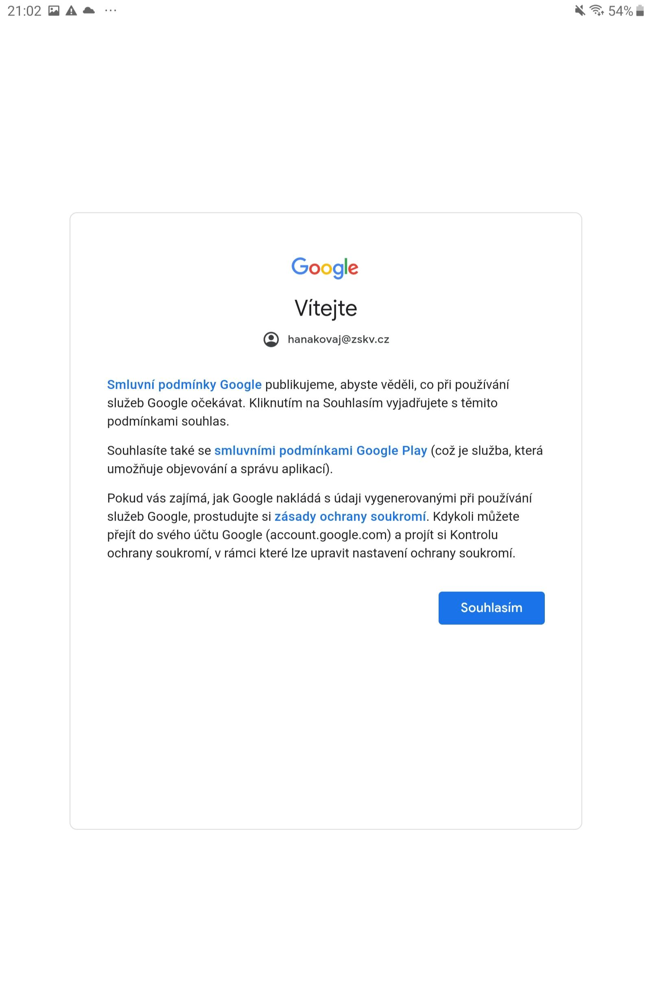 21:02
54%
Google
Vítejte
hanakovaj@zskv.cz
Smluvní podmínky Google publikujeme, abyste věděli, co při používání
služeb Google očekávat. Kliknutím na Souhlasím vyjadřujete s těmito
podmínkami souhlas.
Souhlasíte také se smluvními podmínkami Google Play (což je služba, která
umožňuje objevování a správu aplikací).
Pokud vás zajímá, jak Google nakládá s údaji vygenerovanými při používání
služeb Google, prostudujte si zásady ochrany soukromí. Kdykoli můžete
přejít do svého účtu Google (account.google.com) a projít si Kontrolu
ochrany soukromí, v rámci které lze upravit nastavení ochrany soukromí.
Souhlasím